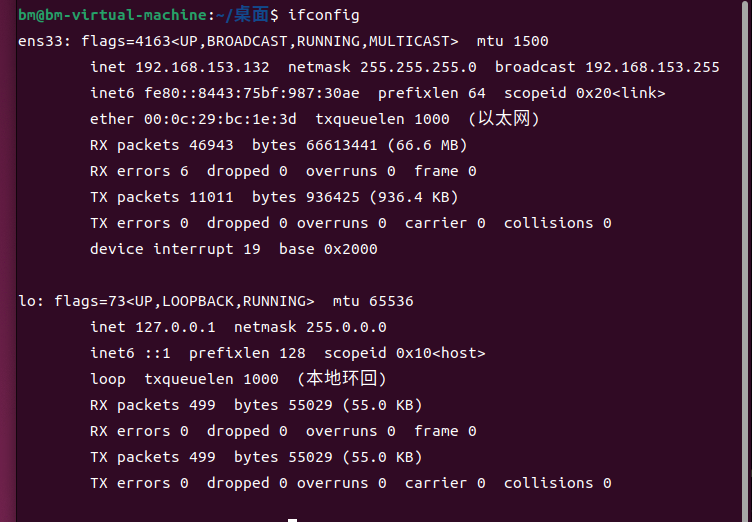 bm@bm-virtual-machine:~/桌面$ ifconfig
ens33: flags=4163<UP,BROADCAST,RUNNING,MULTICAST>  mtu 1500
        inet 192.168.153.132  netmask 255.255.255.0  broadcast 192.168.153.255
        inet6 fe80::8443:75bf:987:30ae  prefixlen 64  scopeid 0x20<link>
        ether 00:0c:29:bc:1e:3d  txqueuelen 1000  (以太网)
        RX packets 46943  bytes 66613441 (66.6 MB)
        RX errors 6  dropped 0  overruns 0  frame 0
        TX packets 11011  bytes 936425 (936.4 KB)
        TX errors 0  dropped 0 overruns 0  carrier 0  collisions 0
        device interrupt 19  base 0x2000

lo: flags=73<UP,LOOPBACK,RUNNING>  mtu 65536
        inet 127.0.0.1  netmask 255.0.0.0
        inet6 ::1  prefixlen 128  scopeid 0x10<host>
        loop  txqueuelen 1000  (本地环回)
        RX packets 499  bytes 55029 (55.0 KB)
        RX errors 0  dropped 0  overruns 0  frame 0
        TX packets 499  bytes 55029 (55.0 KB)
        TX errors 0  dropped 0 overruns 0  carrier 0  collisions 0